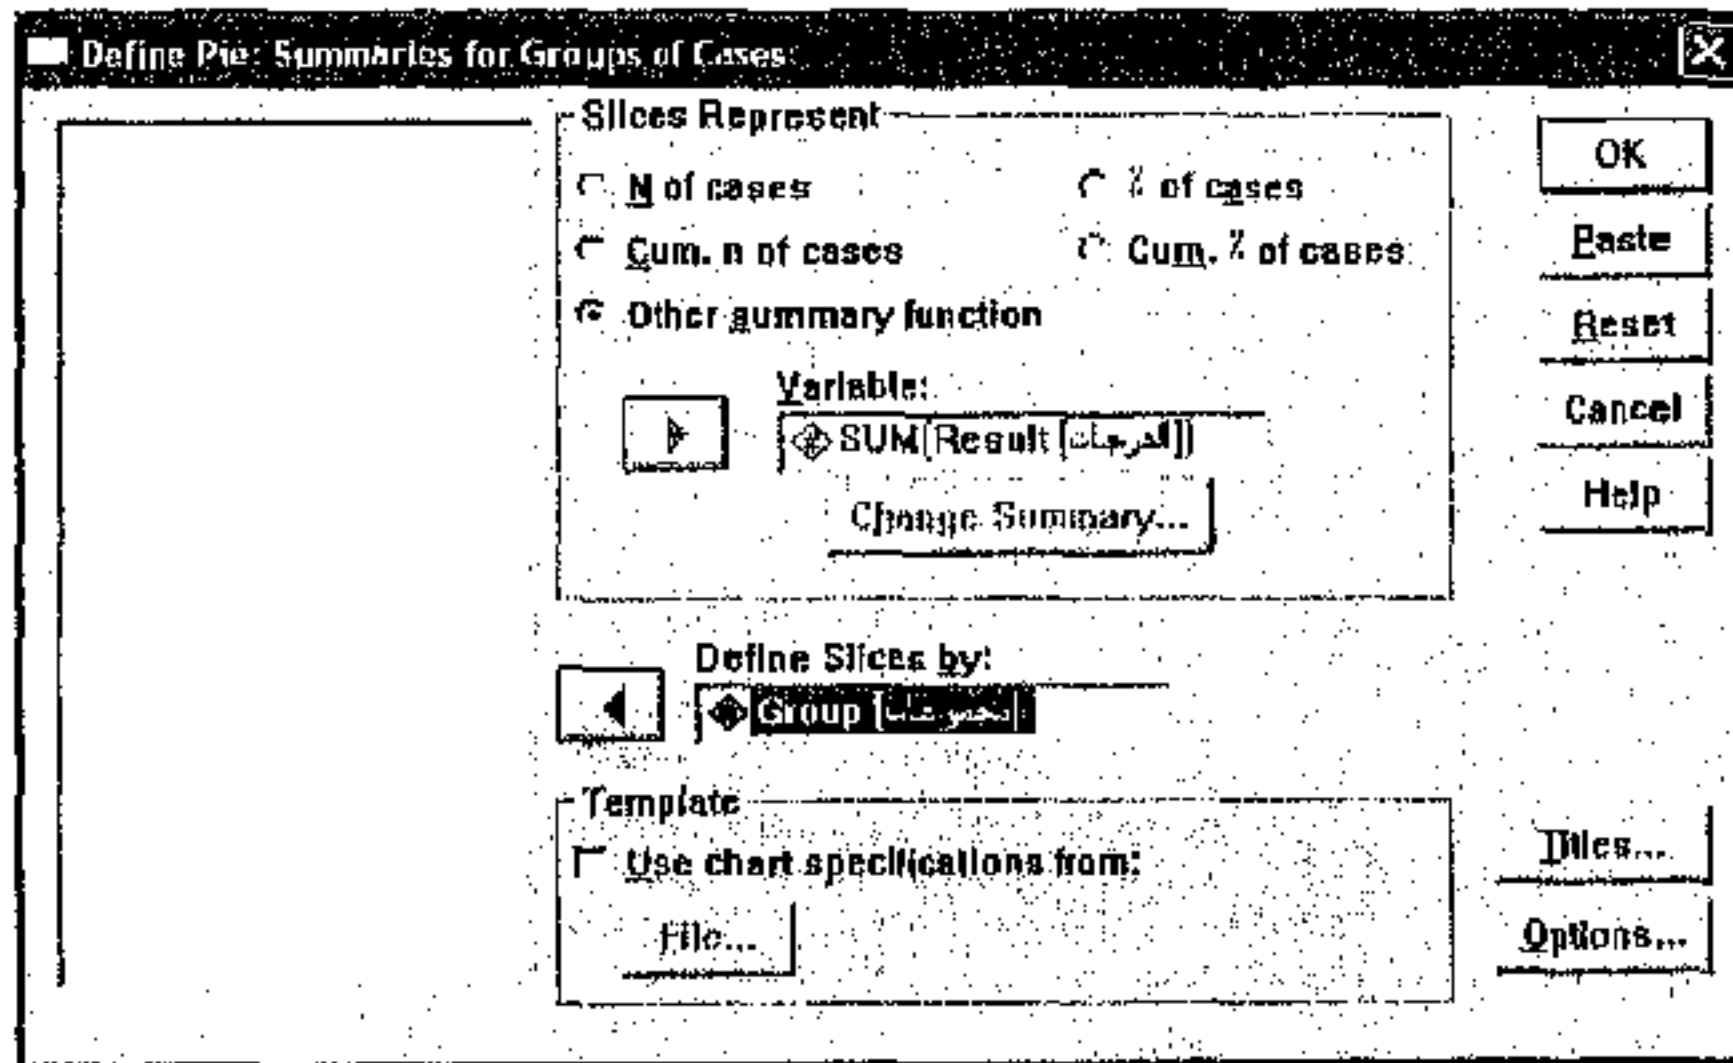 Define Pie: Summaries for Groups of Cases
Slices Represent
N of cases
% of cases
Cum. n of cases
Cum. % of cases
Other summary function
Variable:
SUM(Result [الدرجات])
Change Summary...
Define Slices by:
Group
Template
Use chart specifications from:
File...
OK
Paste
Reset
Cancel
Help
Titles...
Options...